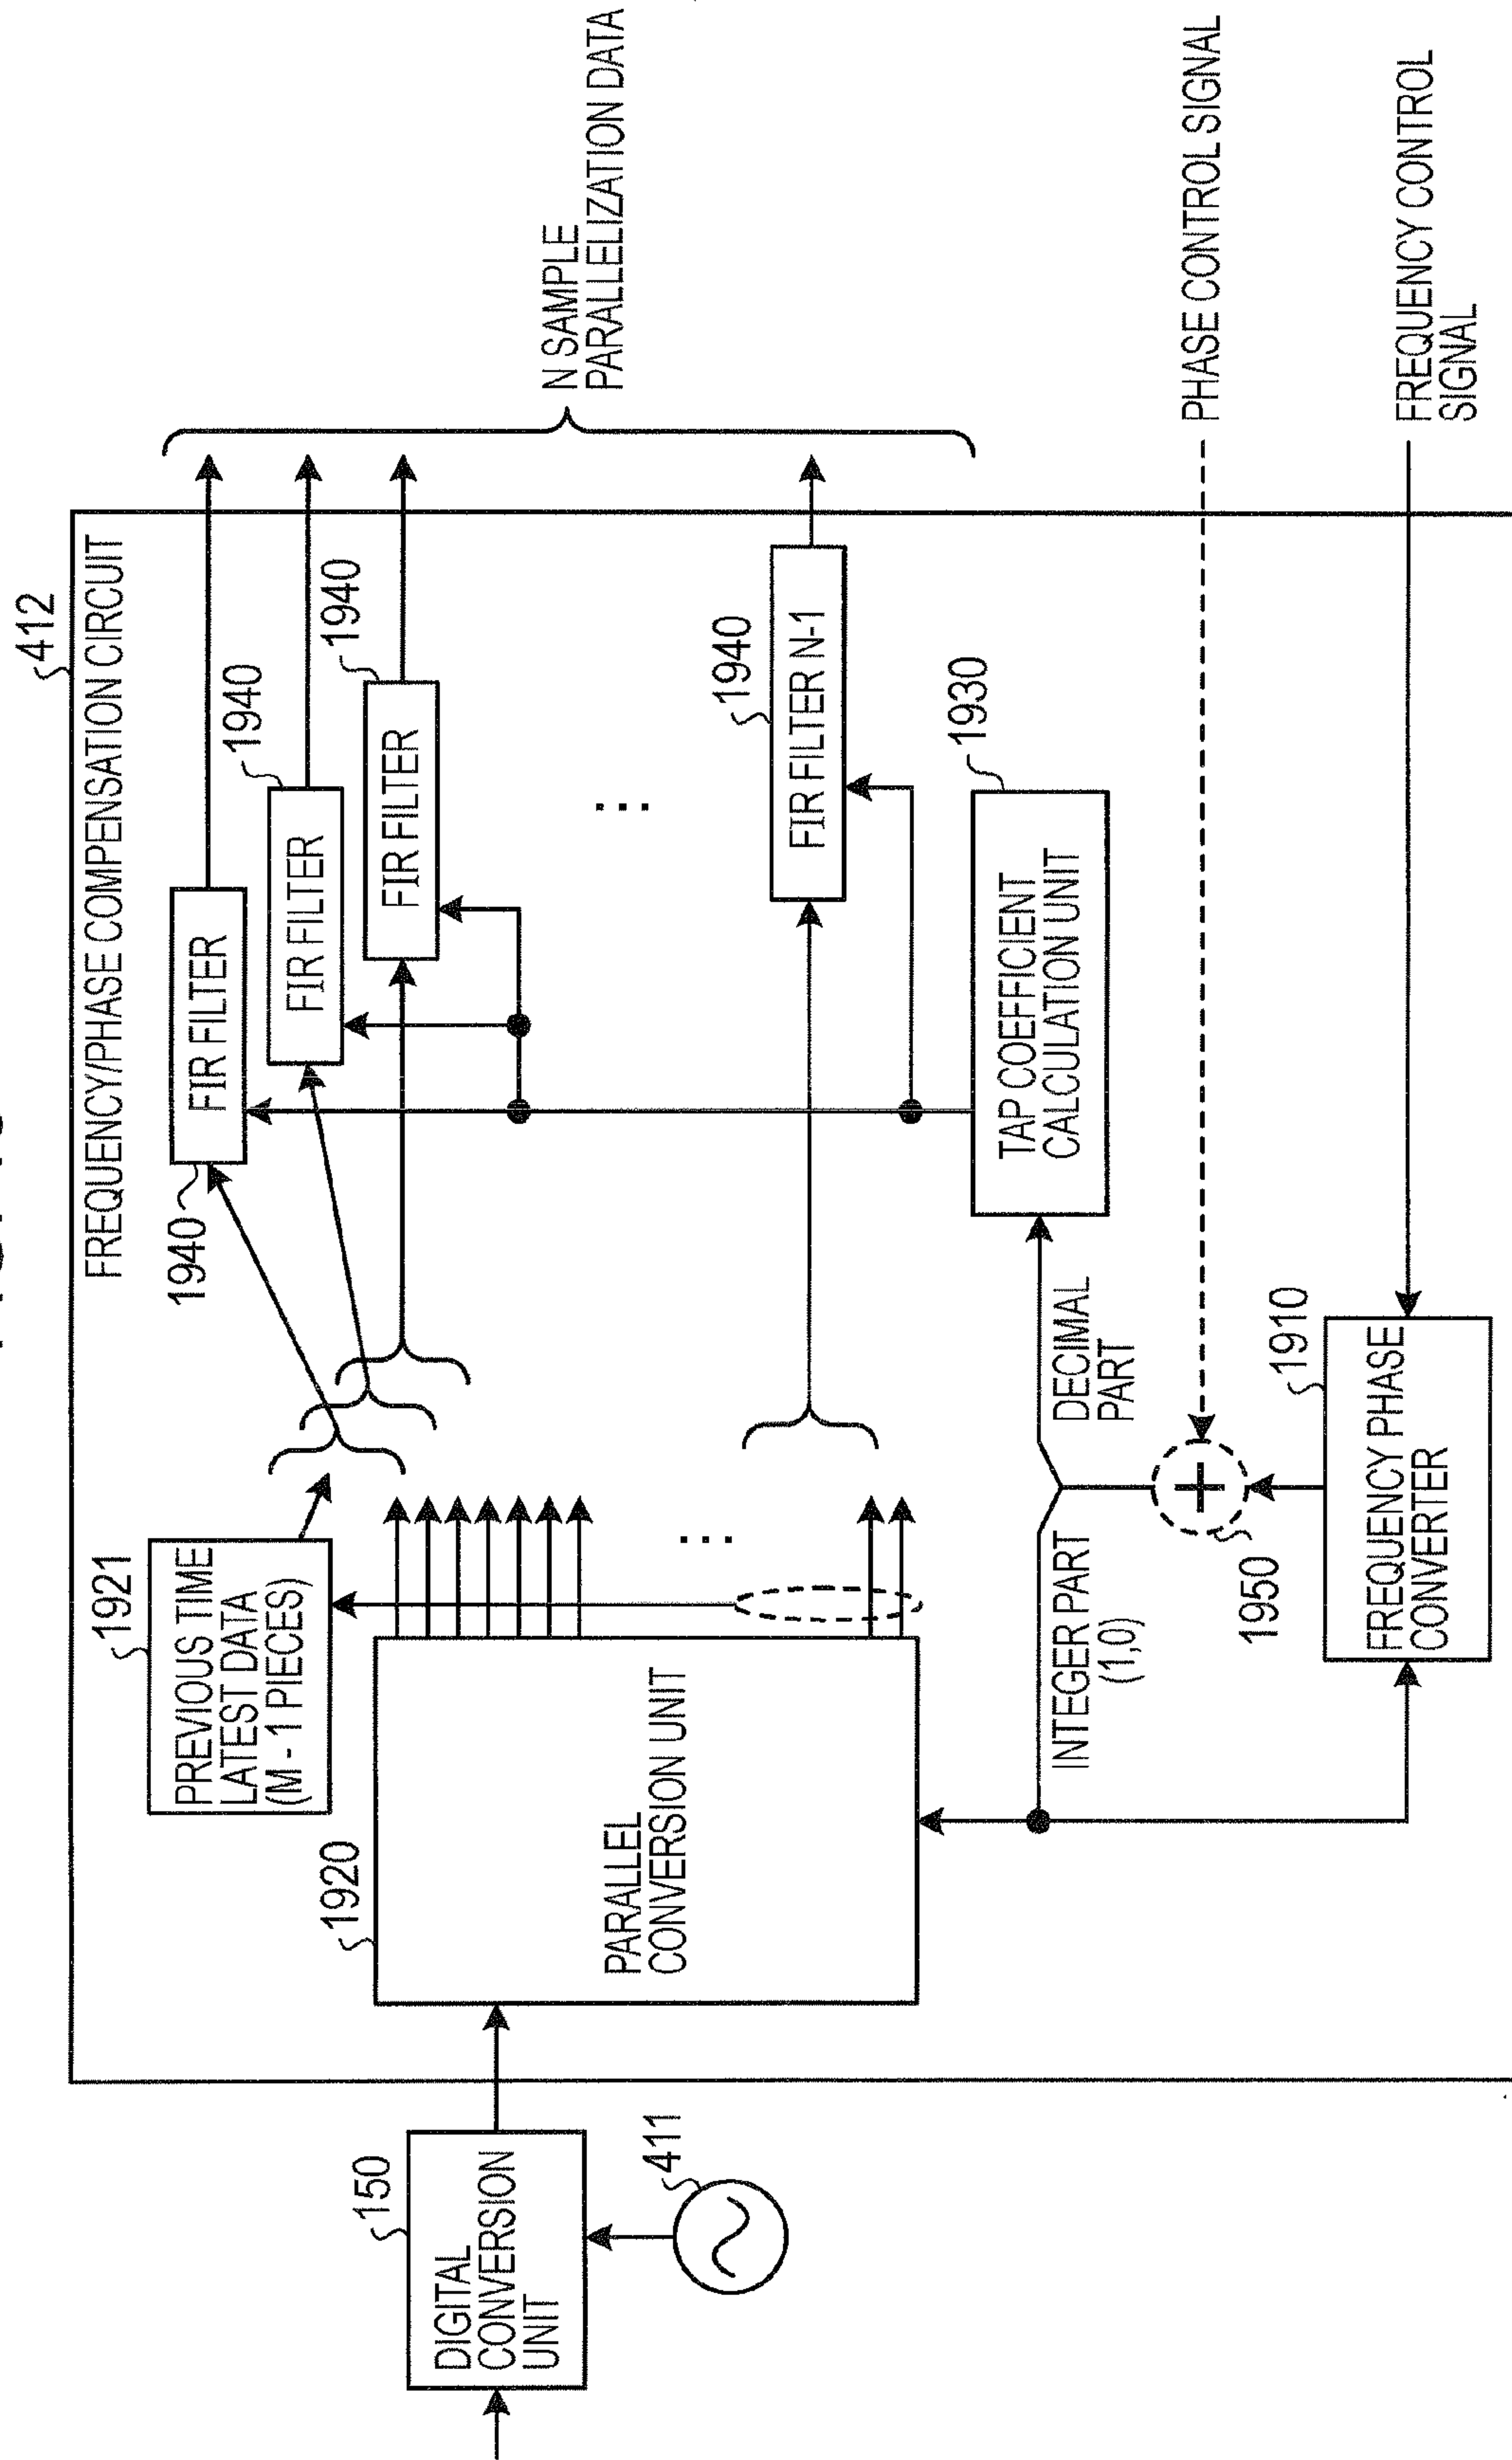 412
FREQUENCY/PHASE COMPENSATION CIRCUIT
1921
PREVIOUS TIME
LATEST DATA
(M - 1 PIECES)
1940
FIR FILTER
1940
FIR FILTER
1940
FIR FILTER
...
1940
FIR FILTER N-1
N SAMPLE
PARALLELIZATION DATA
150
DIGITAL
CONVERSION
UNIT
411
1920
PARALLEL
CONVERSION UNIT
...
1930
TAP COEFFICIENT
CALCULATION UNIT
INTEGER PART
(1,0)
DECIMAL
PART
1950
+
PHASE CONTROL SIGNAL
1910
FREQUENCY PHASE
CONVERTER
FREQUENCY CONTROL
SIGNAL